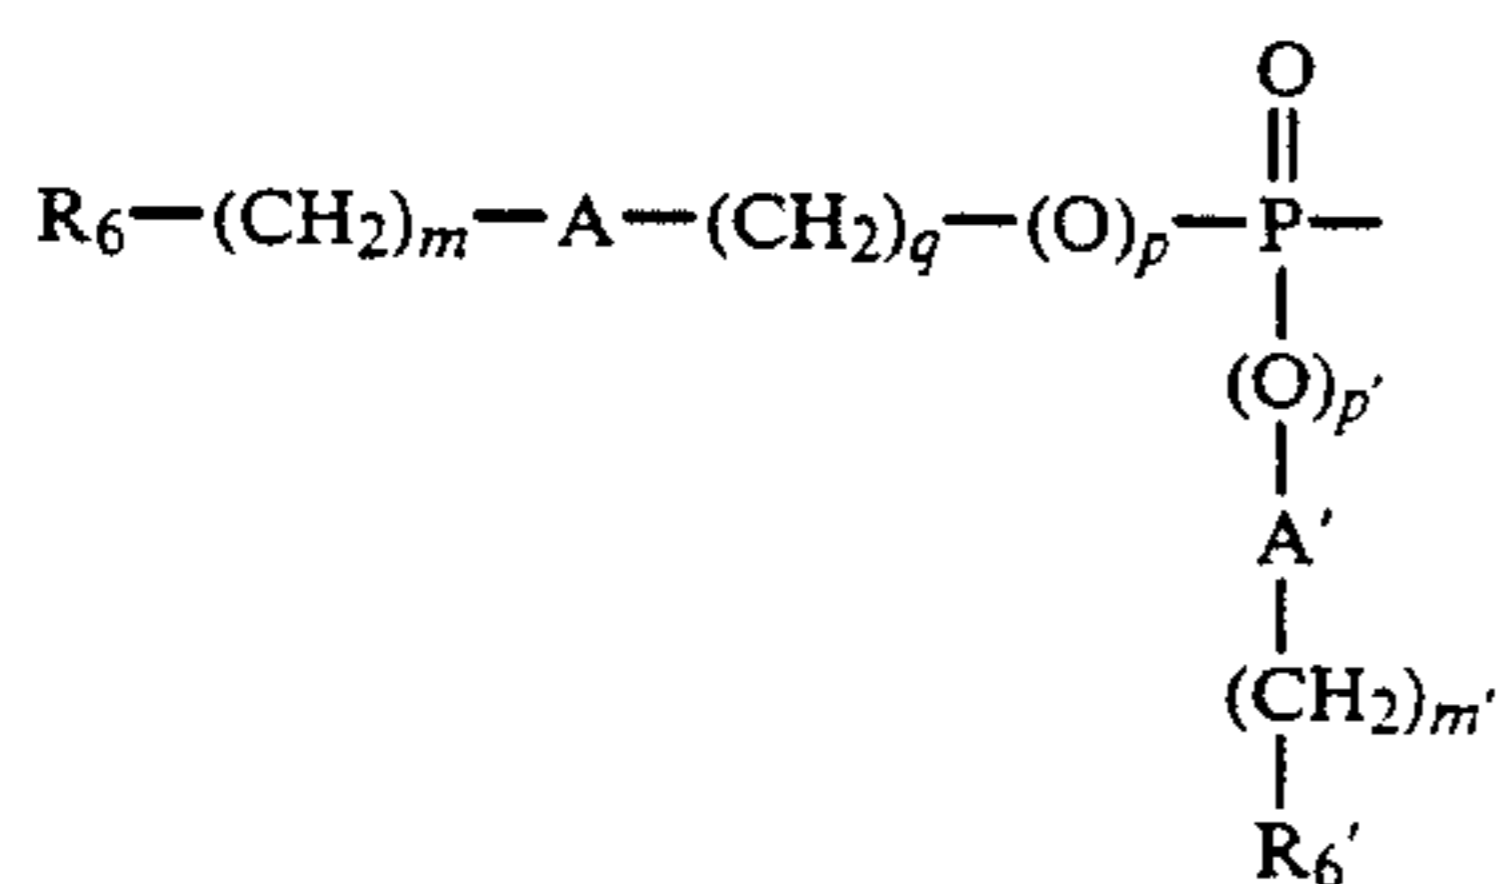 O
R6—(CH2)m—A—(CH2)q—(O)p—P—
(O)p′
A′
(CH2)m′
R6′